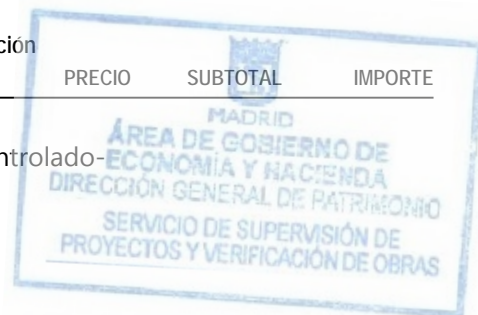 ción
PRECIO SUBTOTAL IMPORTE
MADRID
ÁREA DE GOBIERNO DE
ntrolado-ECONOMÍA Y HACIENDA
DIRECCIÓN GENERAL DE PATRIMONIO
SERVICIO DE SUPERVISIÓN DE
PROYECTOS Y VERIFICACIÓN DE OBRAS